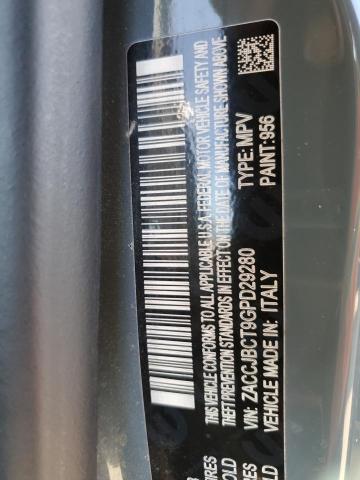 THIS VEHICLE CONFORMS TO ALL APPLICABLE U.S.A. FEDERAL MOTOR VEHICLE SAFETY AND
THEFT PREVENTION STANDARDS IN EFFECT ON THE DATE OF MANUFACTURE SHOWN ABOVE
VIN: ZACCJBCT9GPD29280 TYPE: MPV
MADE IN: ITALY PAINT:956